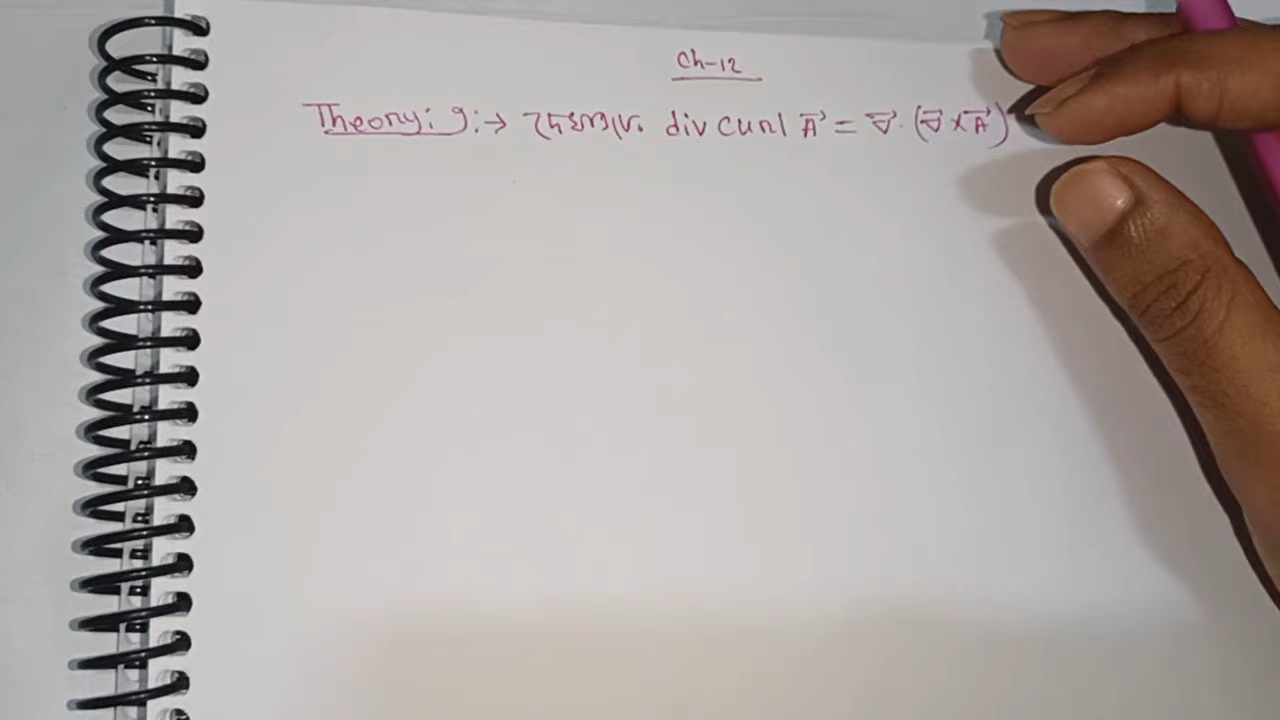 Ch-12
Theory: 9:→ দেখাও div curl A⃗ = ∇⃗. (∇⃗ × A⃗)